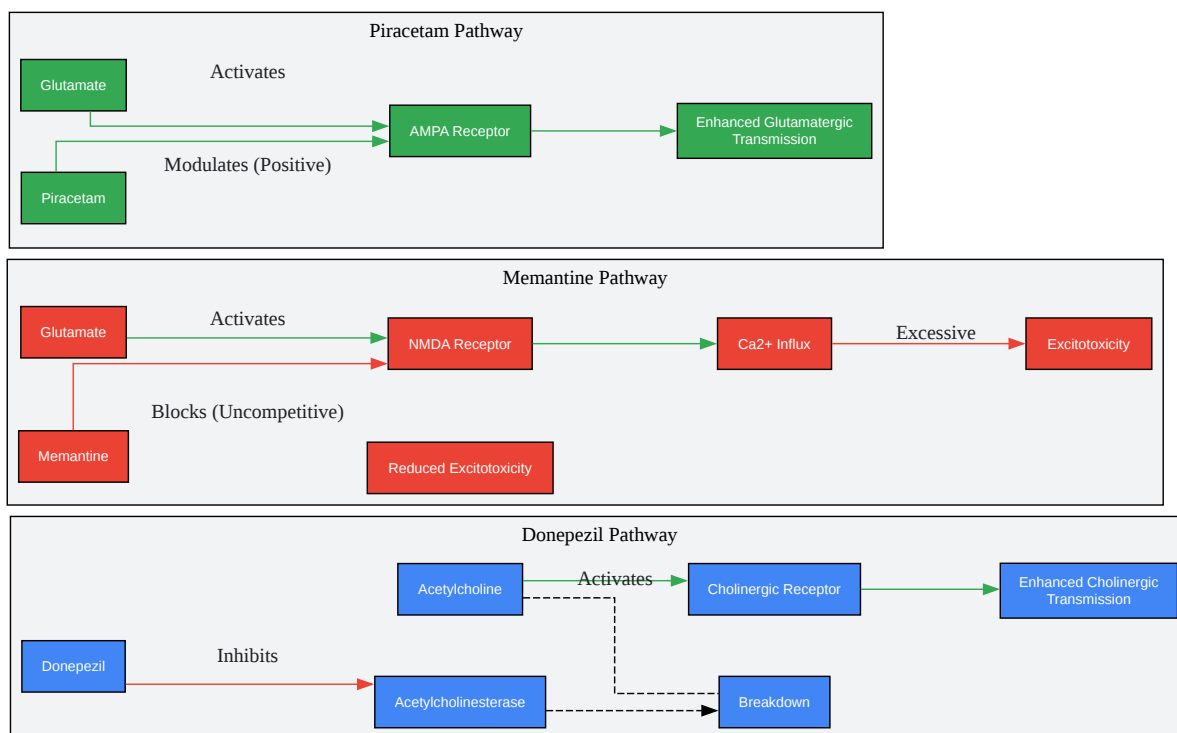 Piracetam Pathway
Glutamate
Activates
AMPA Receptor
Enhanced Glutamatergic
Transmission
Modulates (Positive)
Piracetam
Memantine Pathway
Glutamate
Activates
NMDA Receptor
Ca2+ Influx
Excessive
Excitotoxicity
Blocks (Uncompetitive)
Memantine
Reduced Excitotoxicity
Donepezil Pathway
Acetylcholine
Activates
Cholinergic Receptor
Enhanced Cholinergic
Transmission
Donepezil
Inhibits
Acetylcholinesterase
Breakdown